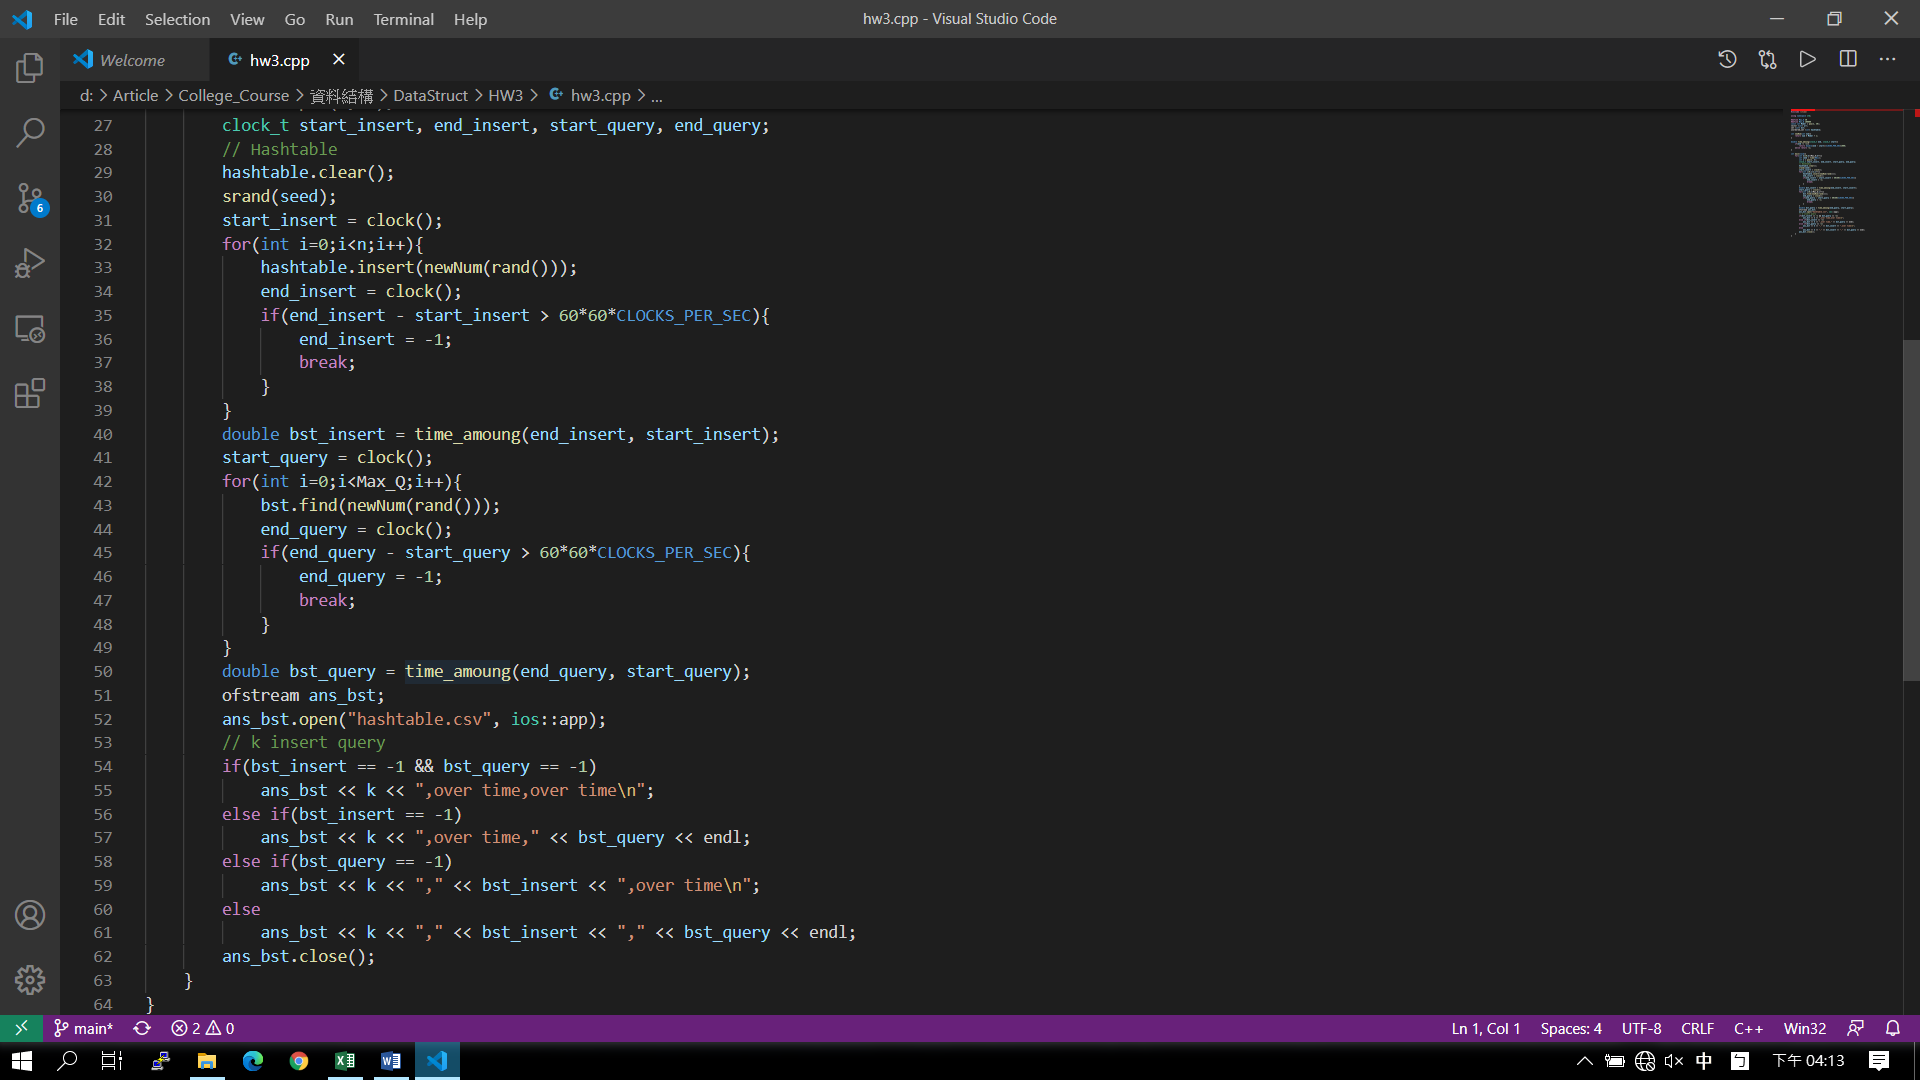 File Edit Selection View Go Run Terminal Help
hw3.cpp - Visual Studio Code
Welcome
hw3.cpp
d: > Article > College_Course > 資料結構 > DataStruct > HW3 > hw3.cpp > ...
27 clock_t start_insert, end_insert, start_query, end_query;
28 // Hashtable
29 hashtable.clear();
30 srand(seed);
31 start_insert = clock();
32 for(int i=0;i<n;i++){
33 hashtable.insert(newNum(rand()));
34 end_insert = clock();
35 if(end_insert - start_insert > 60*60*CLOCKS_PER_SEC){
36 end_insert = -1;
37 break;
38 }
39 }
40 double bst_insert = time_amoung(end_insert, start_insert);
41 start_query = clock();
42 for(int i=0;i<Max_Q;i++){
43 bst.find(newNum(rand()));
44 end_query = clock();
45 if(end_query - start_query > 60*60*CLOCKS_PER_SEC){
46 end_query = -1;
47 break;
48 }
49 }
50 double bst_query = time_amoung(end_query, start_query);
51 ofstream ans_bst;
52 ans_bst.open("hashtable.csv", ios::app);
53 // k insert query
54 if(bst_insert == -1 && bst_query == -1)
55 ans_bst << k << ",over time,over time\n";
56 else if(bst_insert == -1)
57 ans_bst << k << ",over time," << bst_query << endl;
58 else if(bst_query == -1)
59 ans_bst << k << "," << bst_insert << ",over time\n";
60 else
61 ans_bst << k << "," << bst_insert << "," << bst_query << endl;
62 ans_bst.close();
63 }
64 }
6
main* 2 0
Ln 1, Col 1 Spaces: 4 UTF-8 CRLF C++ Win32
中 ㄅ 下午 04:13